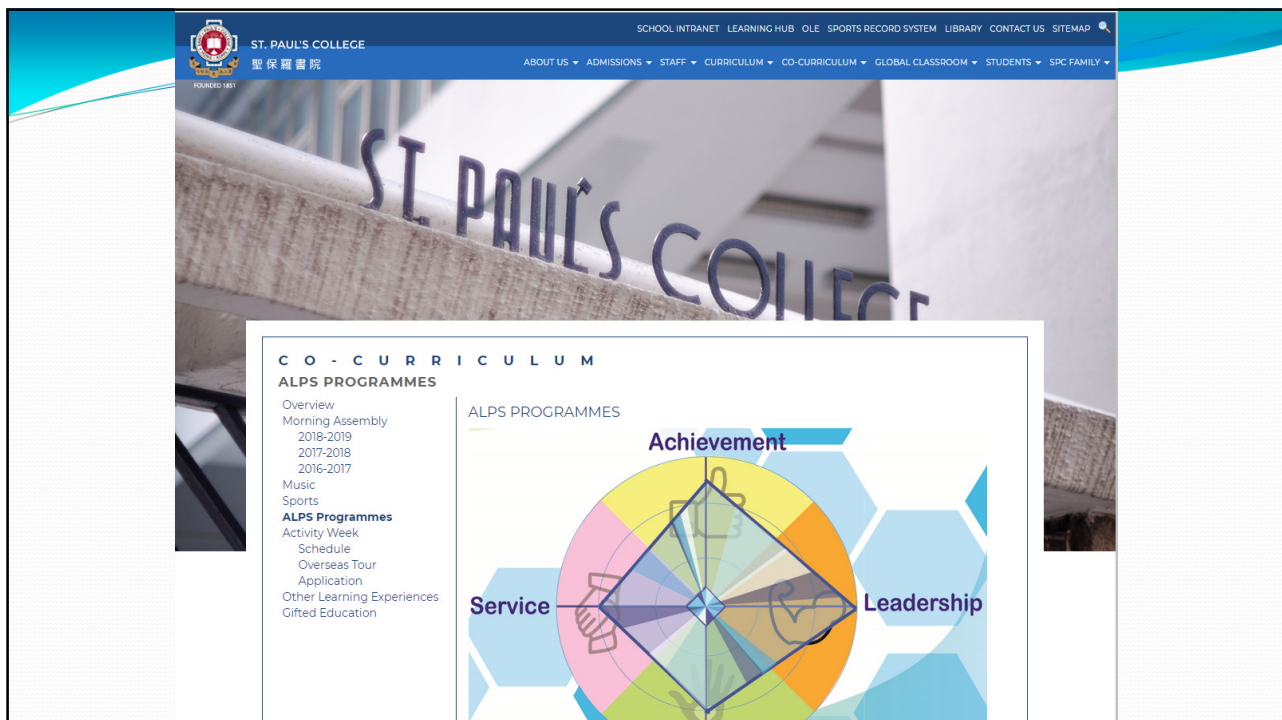 SCHOOL INTRANET LEARNING HUB OLE SPORTS RECORD SYSTEM LIBRARY CONTACT US SITEMAP
ST. PAUL'S COLLEGE
聖保羅書院
FOUNDED 1851
ABOUT US ADMISSIONS STAFF CURRICULUM CO-CURRICULUM GLOBAL CLASSROOM STUDENTS SPC FAMILY
ST. PAUL'S COLLEGE
CO-CURRICULUM
ALPS PROGRAMMES
Overview
Morning Assembly
2018-2019
2017-2018
2016-2017
Music
Sports
ALPS Programmes
Activity Week
Schedule
Overseas Tour
Application
Other Learning Experiences
Gifted Education
ALPS PROGRAMMES
Achievement
Service
Leadership